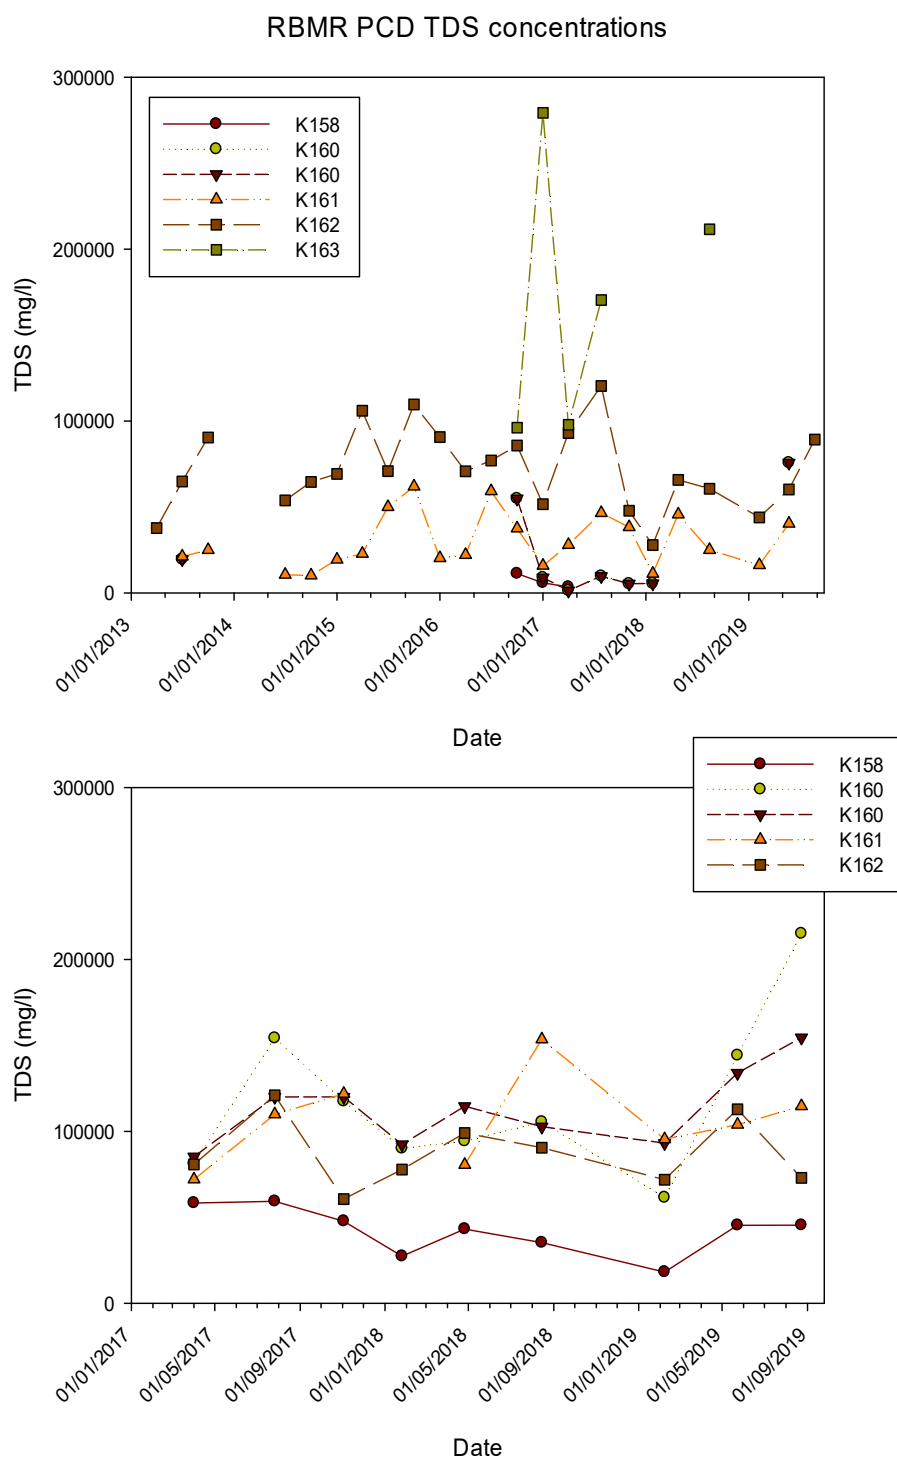 RBMR PCD TDS concentrations
300000
200000
100000
0
TDS (mg/l)
K158
K160
K160
K161
K162
K163
01/01/2013
01/01/2014
01/01/2015
01/01/2016
01/01/2017
01/01/2018
01/01/2019
Date
K158
K160
K160
K161
K162
300000
200000
100000
0
TDS (mg/l)
01/01/2017
01/05/2017
01/09/2017
01/01/2018
01/05/2018
01/09/2018
01/01/2019
01/05/2019
01/09/2019
Date